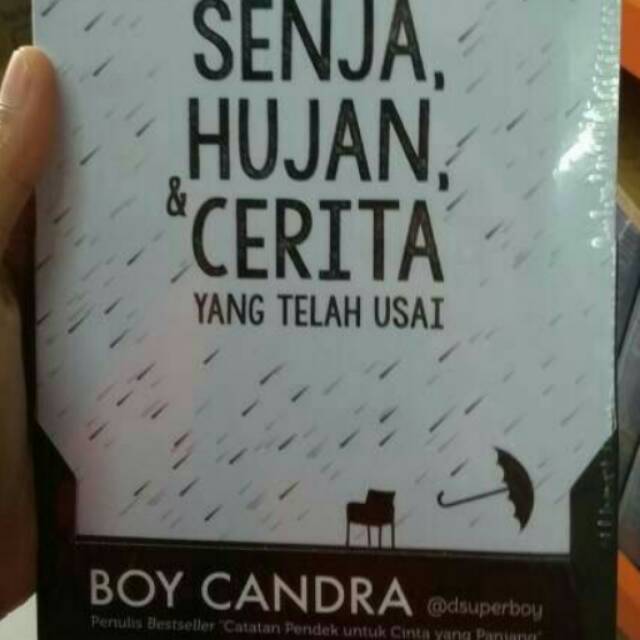 SENJA,
HUJAN,
& CERITA
YANG TELAH USAI
BOY CANDRA @dsuperboy
Penulis Bestseller "Catatan Pendek untuk Cinta yang Panjang